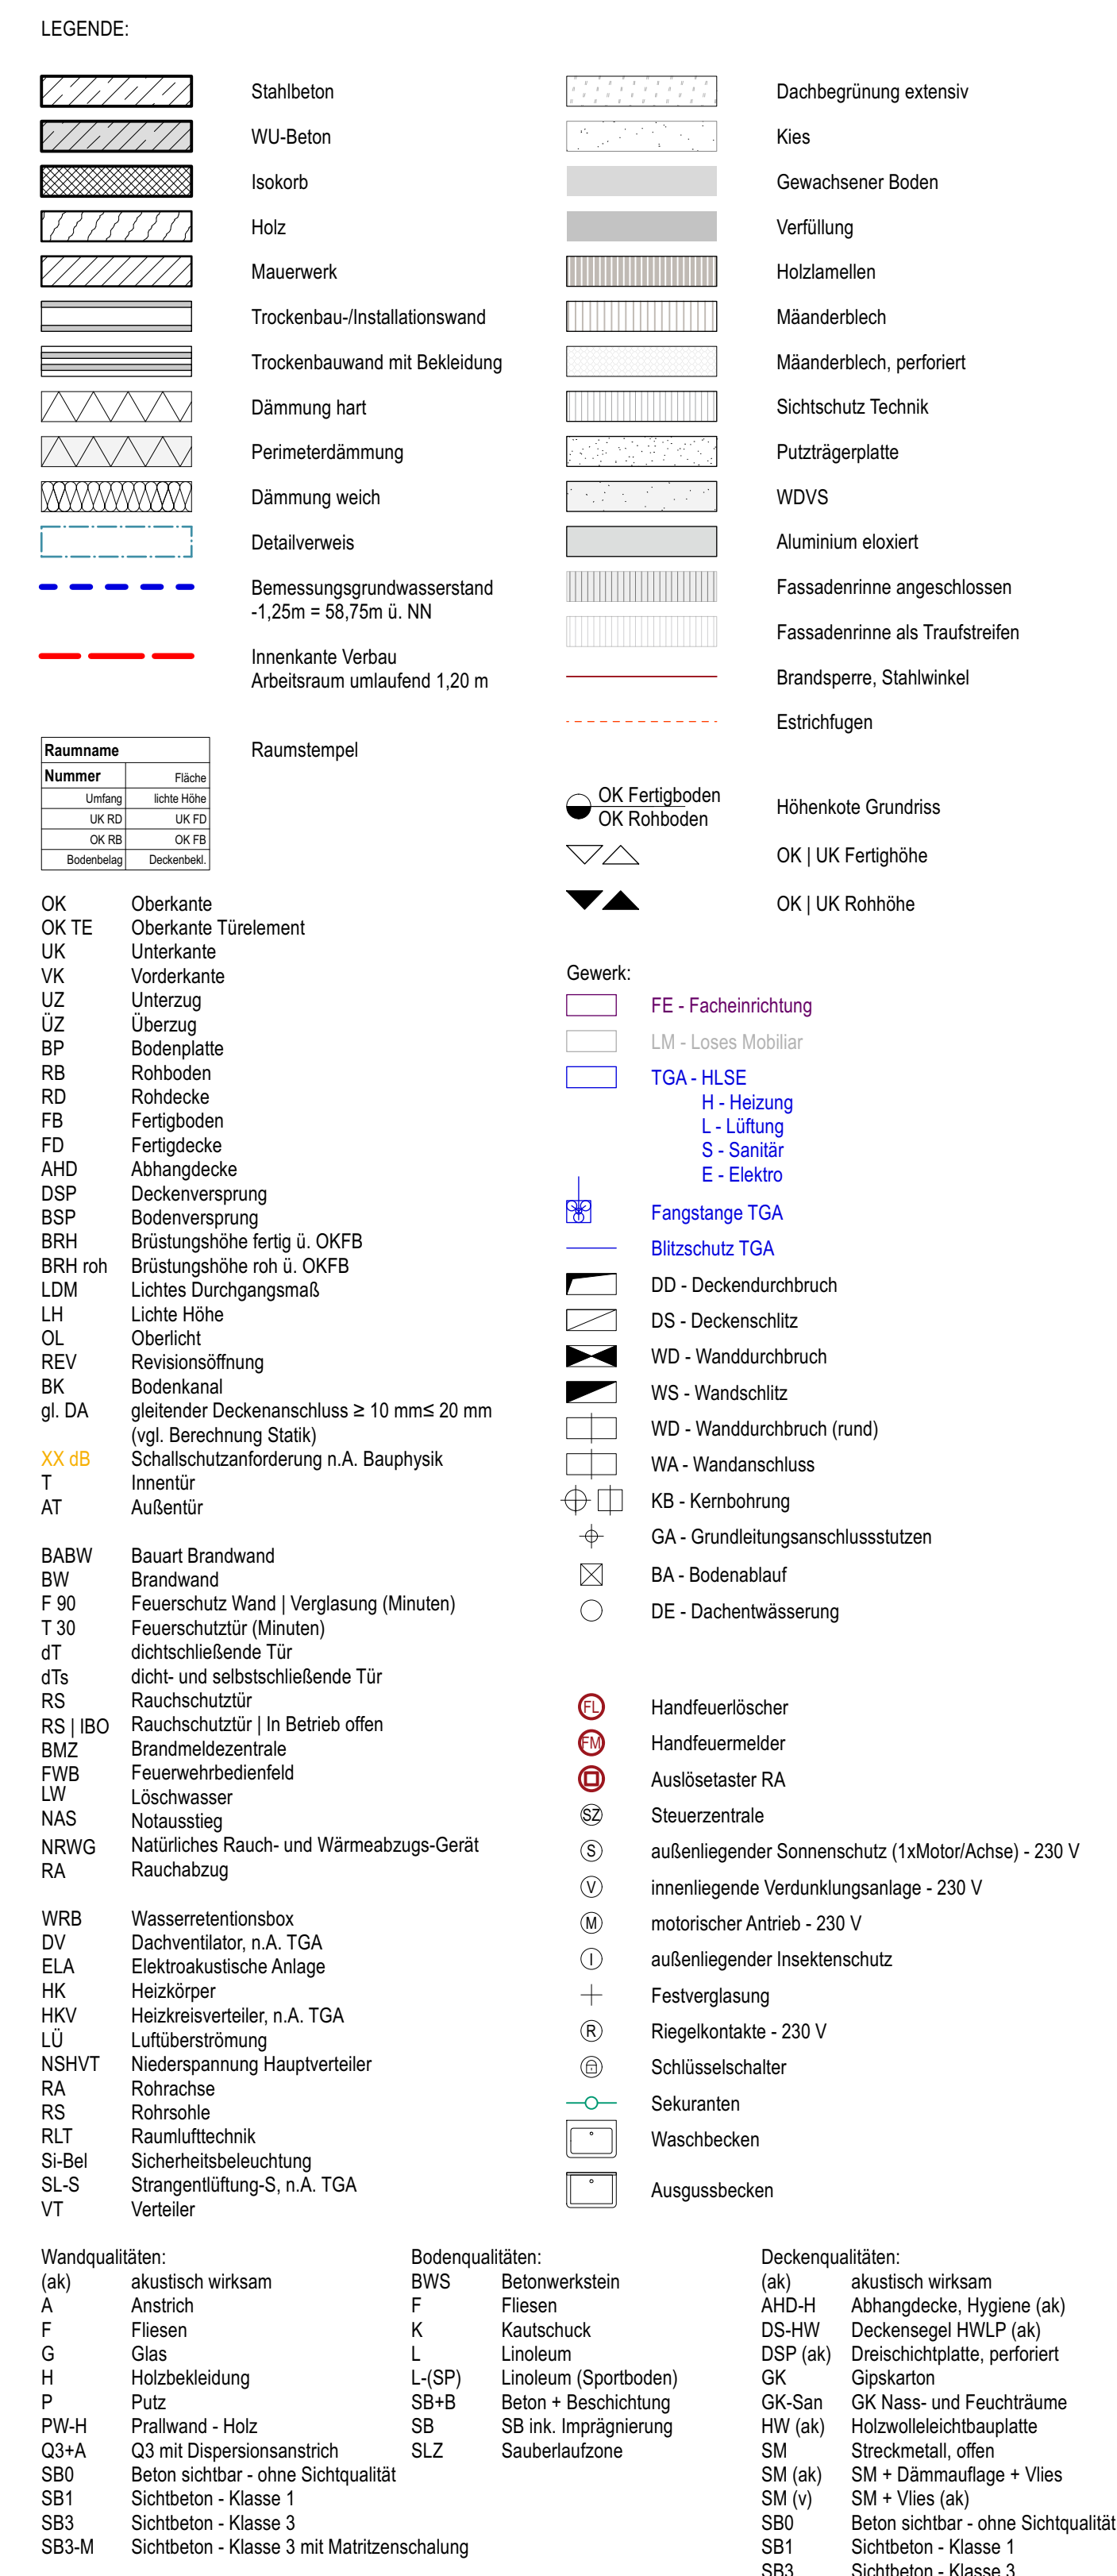 LEGENDE:
Stahlbeton
WU-Beton
Isokorb
Holz
Mauerwerk
Trockenbau-/Installationswand
Trockenbauwand mit Bekleidung
Dämmung hart
Perimeterdämmung
Dämmung weich
Detailverweis
Bemessungsgrundwasserstand
-1,25m = 58,75m ü. NN
Innenkante Verbau
Arbeitsraum umlaufend 1,20 m
Raumname
Nummer Fläche
Umfang lichte Höhe
UK RD UK FD
OK RB OK FB
Bodenbelag Deckenbekl.
Raumstempel
Dachbegrünung extensiv
Kies
Gewachsener Boden
Verfüllung
Holzlamellen
Mäanderblech
Mäanderblech, perforiert
Sichtschutz Technik
Putzträgerplatte
WDVS
Aluminium eloxiert
Fassadenrinne angeschlossen
Fassadenrinne als Traufstreifen
Brandsperre, Stahlwinkel
Estrichfugen
OK Fertigboden
OK Rohboden
Höhenkote Grundriss
OK | UK Fertighöhe
OK | UK Rohhöhe
OK Oberkante
OK TE Oberkante Türelement
UK Unterkante
VK Vorderkante
UZ Unterzug
ÜZ Überzug
BP Bodenplatte
RB Rohboden
RD Rohdecke
FB Fertigboden
FD Fertigdecke
AHD Abhangdecke
DSP Deckenversprung
BSP Bodenversprung
BRH Brüstungshöhe fertig ü. OKFB
BRH roh Brüstungshöhe roh ü. OKFB
LDM Lichtes Durchgangsmaß
LH Lichte Höhe
OL Oberlicht
REV Revisionsöffnung
BK Bodenkanal
gl. DA gleitender Deckenanschluss ≥ 10 mm≤ 20 mm
(vgl. Berechnung Statik)
XX dB Schallschutzanforderung n.A. Bauphysik
T Innentür
AT Außentür
BABW Bauart Brandwand
BW Brandwand
F 90 Feuerschutz Wand | Verglasung (Minuten)
T 30 Feuerschutztür (Minuten)
dT dichtschließende Tür
dTs dicht- und selbstschließende Tür
RS Rauchschutztür
RS | IBO Rauchschutztür | In Betrieb offen
BMZ Brandmeldezentrale
FWB Feuerwehrbedienfeld
LW Löschwasser
NAS Notausstieg
NRWG Natürliches Rauch- und Wärmeabzugs-Gerät
RA Rauchabzug
WRB Wasserretentionsbox
DV Dachventilator, n.A. TGA
ELA Elektroakustische Anlage
HK Heizkörper
HKV Heizkreisverteiler, n.A. TGA
LÜ Luftüberströmung
NSHVT Niederspannung Hauptverteiler
RA Rohrachse
RS Rohrsohle
RLT Raumlufttechnik
Si-Bel Sicherheitsbeleuchtung
SL-S Strangentlüftung-S, n.A. TGA
VT Verteiler
Gewerk:
FE - Facheinrichtung
LM - Loses Mobiliar
TGA - HLSE
H - Heizung
L - Lüftung
S - Sanitär
E - Elektro
Fangstange TGA
Blitzschutz TGA
DD - Deckendurchbruch
DS - Deckenschlitz
WD - Wanddurchbruch
WS - Wandschlitz
WD - Wanddurchbruch (rund)
WA - Wandanschluss
KB - Kernbohrung
GA - Grundleitungsanschlussstutzen
BA - Bodenablauf
DE - Dachentwässerung
FL Handfeuerlöscher
FM Handfeuermelder
Auslösetaster RA
SZ Steuerzentrale
S außenliegender Sonnenschutz (1xMotor/Achse) - 230 V
V innenliegende Verdunklungsanlage - 230 V
M motorischer Antrieb - 230 V
I außenliegender Insektenschutz
Festverglasung
R Riegelkontakte - 230 V
Schlüsselschalter
Sekuranten
Waschbecken
Ausgussbecken
Wandqualitäten:
(ak) akustisch wirksam
A Anstrich
F Fliesen
G Glas
H Holzbekleidung
P Putz
PW-H Prallwand - Holz
Q3+A Q3 mit Dispersionsanstrich
SB0 Beton sichtbar - ohne Sichtqualität
SB1 Sichtbeton - Klasse 1
SB3 Sichtbeton - Klasse 3
SB3-M Sichtbeton - Klasse 3 mit Matritzenschalung
Bodenqualitäten:
BWS Betonwerkstein
F Fliesen
K Kautschuck
L Linoleum
L-(SP) Linoleum (Sportboden)
SB+B Beton + Beschichtung
SB SB ink. Imprägnierung
SLZ Sauberlaufzone
Deckenqualitäten:
(ak) akustisch wirksam
AHD-H Abhangdecke, Hygiene (ak)
DS-HW Deckensegel HWLP (ak)
DSP (ak) Dreischichtplatte, perforiert
GK Gipskarton
GK-San GK Nass- und Feuchträume
HW (ak) Holzwolleleichtbauplatte
SM Streckmetall, offen
SM (ak) SM + Dämmauflage + Vlies
SM (v) SM + Vlies (ak)
SB0 Beton sichtbar - ohne Sichtqualität
SB1 Sichtbeton - Klasse 1
SB3 Sichtbeton - Klasse 3